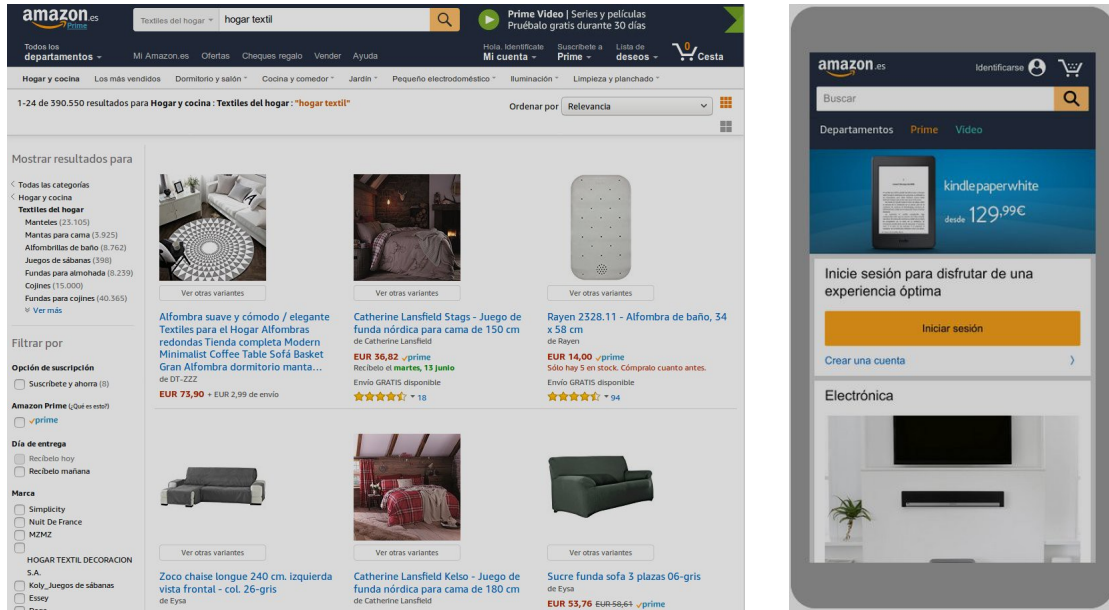 amazon.es
Prime
Textiles del hogar
hogar textil
Prime Video | Series y películas
Pruébalo gratis durante 30 días
Todos los
departamentos
Mi Amazon.es Ofertas Cheques regalo Vender Ayuda
Hola. Identifícate
Mi cuenta
Suscríbete a
Prime
Lista de
deseos
0
Cesta
Hogar y cocina Los más vendidos Dormitorio y salón Cocina y comedor Jardín Pequeño electrodoméstico Iluminación Limpieza y planchado
1-24 de 390.550 resultados para Hogar y cocina : Textiles del hogar : "hogar textil"
Ordenar por Relevancia
Mostrar resultados para
Todas las categorías
Hogar y cocina
Textiles del hogar
Manteles (23.105)
Mantas para cama (3.925)
Alfombrillas de baño (8.762)
Juegos de sábanas (398)
Fundas para almohada (8.239)
Cojines (15.000)
Fundas para cojines (40.365)
Ver más
Filtrar por
Opción de suscripción
Suscríbete y ahorra (8)
Amazon Prime (¿Qué es esto?)
prime
Día de entrega
Recíbelo hoy
Recíbelo mañana
Marca
Simplicity
Nuit De France
MZMZ
HOGAR TEXTIL DECORACION
S.A.
Koly_Juegos de sábanas
Essey
Ver otras variantes
Alfombra suave y cómodo / elegante
Textiles para el Hogar Alfombras
redondas Tienda completa Modern
Minimalist Coffee Table Sofá Basket
Gran Alfombra dormitorio manta...
de DT-ZZZ
EUR 73,90 + EUR 2,99 de envío
Ver otras variantes
Catherine Lansfield Stags - Juego de
funda nórdica para cama de 150 cm
de Catherine Lansfield
EUR 36,82 prime
Recíbelo el martes, 13 junio
Envío GRATIS disponible
18
Ver otras variantes
Rayen 2328.11 - Alfombra de baño, 34
x 58 cm
de Rayen
EUR 14,00 prime
Sólo hay 5 en stock. Cómpralo cuanto antes.
Envío GRATIS disponible
94
Ver otras variantes
Zoco chaise longue 240 cm. izquierda
vista frontal - col. 26-gris
de Eysa
Ver otras variantes
Catherine Lansfield Kelso - Juego de
funda nórdica para cama de 180 cm
de Catherine Lansfield
Ver otras variantes
Sucre funda sofa 3 plazas 06-gris
de Eysa
EUR 53,76 EUR 58,61 prime
amazon.es
Identificarse
Buscar
Departamentos Prime Video
kindle paperwhite
desde 129,99€
Inicie sesión para disfrutar de una
experiencia óptima
Iniciar sesión
Crear una cuenta
Electrónica